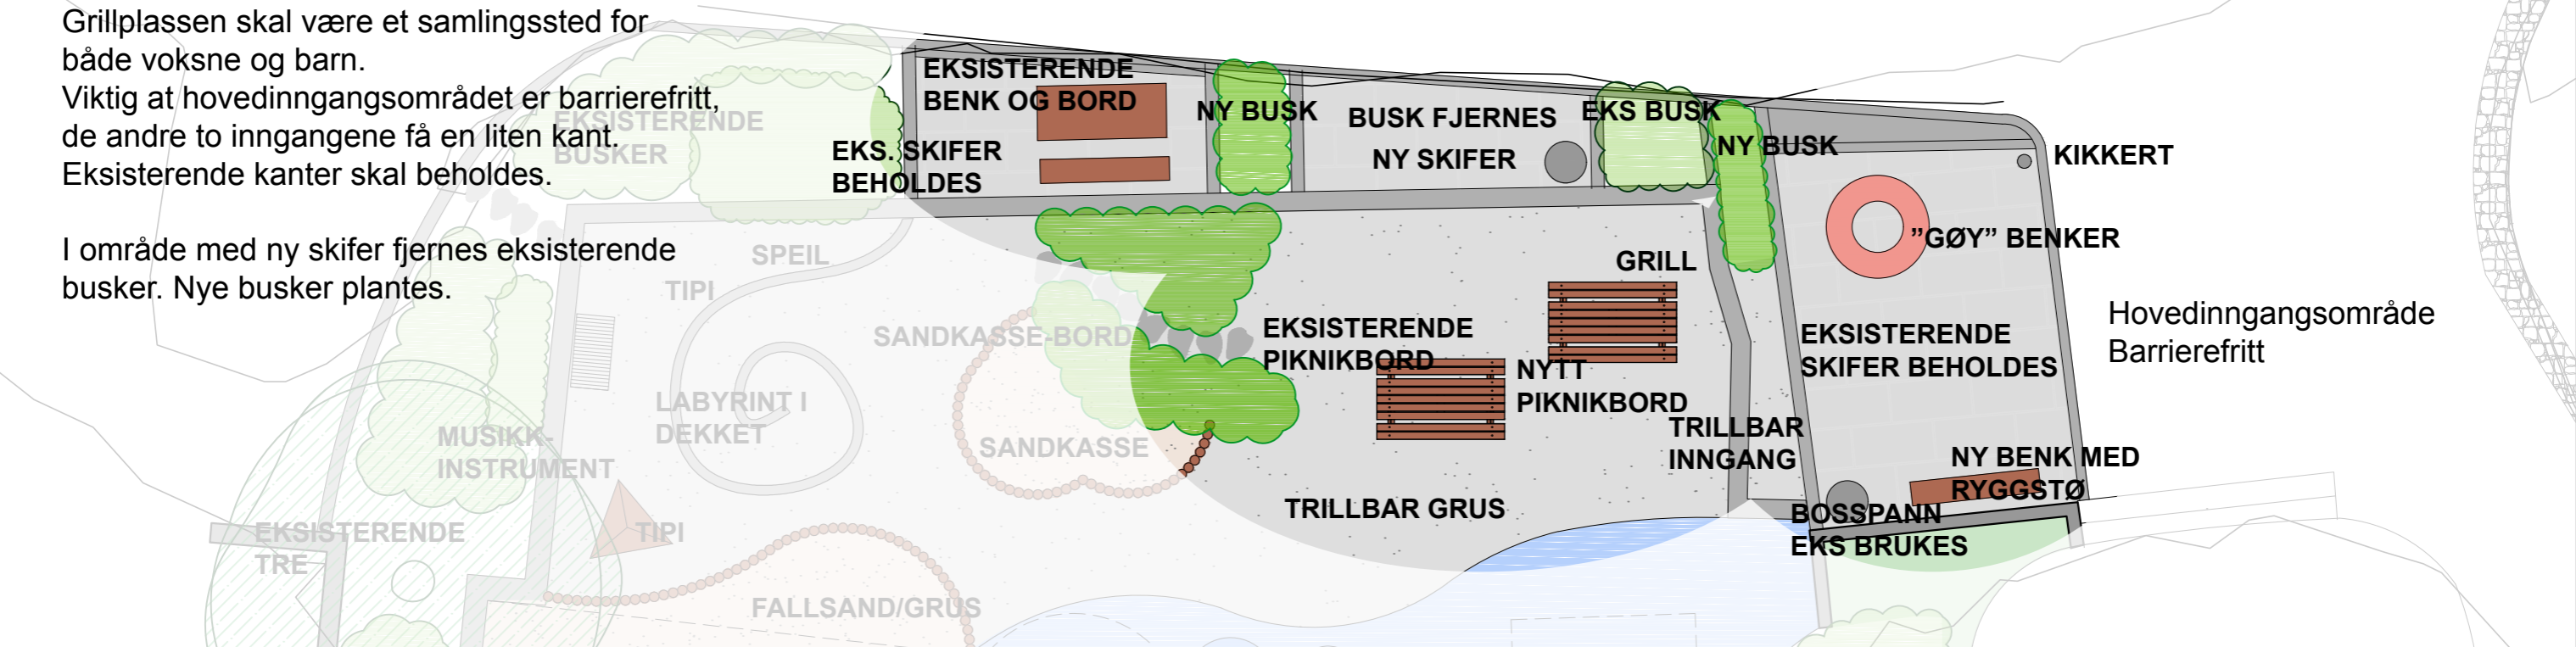 Grillplassen skal være et samlingssted for
både voksne og barn.
Viktig at hovedinngangsområdet er barrierefritt,
de andre to inngangene få en liten kant.
Eksisterende kanter skal beholdes.
I område med ny skifer fjernes eksisterende
busker. Nye busker plantes.
EKSISTERENDE
BUSKER
EKSISTERENDE
BENK OG BORD
EKS. SKIFER
BEHOLDES
NY BUSK
BUSK FJERNES
NY SKIFER
EKS BUSK
NY BUSK
KIKKERT
”GØY” BENKER
SPEIL
TIPI
SANDKASSE-BORD
LABYRINT I
DEKKET
MUSIKK-
INSTRUMENT
SANDKASSE
EKSISTERENDE
TRE
TIPI
FALLSAND/GRUS
GRILL
EKSISTERENDE
PIKNIKBORD
NYTT
PIKNIKBORD
TRILLBAR
INNGANG
TRILLBAR GRUS
EKSISTERENDE
SKIFER BEHOLDES
NY BENK MED
RYGGSTØ
BOSSPANN
EKS BRUKES
Hovedinngangsområde
Barrierefritt